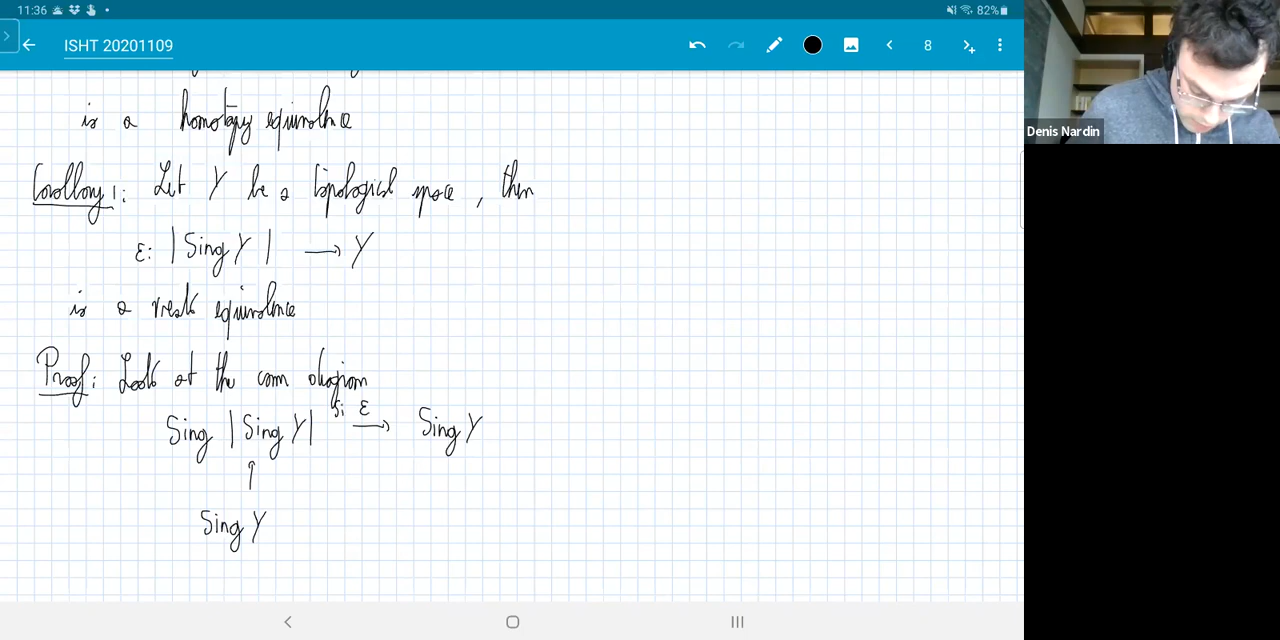 11:36
82%
ISHT 20201109
8
is a homotopy equivalence
Corollary 1: Let Y be a topological space, then
ε: |Sing Y| → Y
is a weak equivalence
Proof: Look at the comm diagram
Sing |Sing Y| Si ε → Sing Y
↑
Sing Y
Denis Nardin